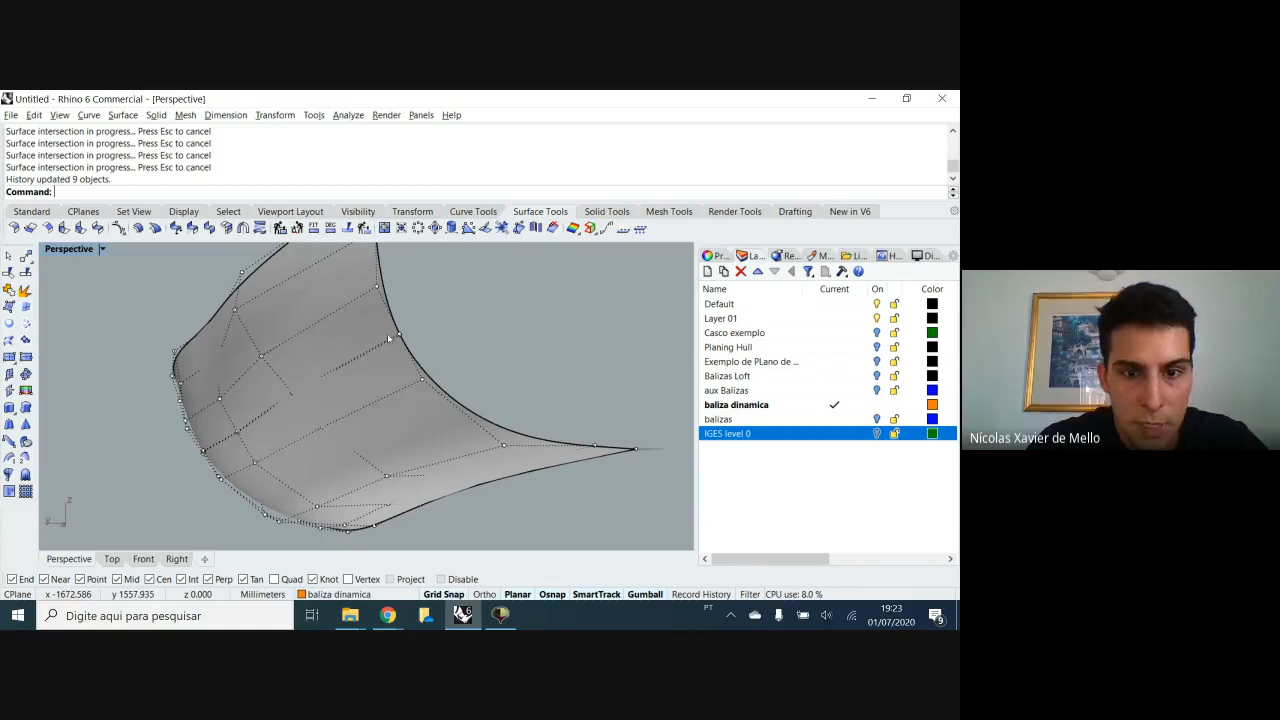 Untitled - Rhino 6 Commercial - [Perspective]
File Edit View Curve Surface Solid Mesh Dimension Transform Tools Analyze Render Panels Help
Surface intersection in progress... Press Esc to cancel
Surface intersection in progress... Press Esc to cancel
Surface intersection in progress... Press Esc to cancel
Surface intersection in progress... Press Esc to cancel
History updated 9 objects.
Command:
Standard CPlanes Set View Display Select Viewport Layout Visibility Transform Curve Tools Surface Tools Solid Tools Mesh Tools Render Tools Drafting New in V6
Perspective
Pr... La... Re... M... Li... H... Di...
Name Current On Color
Default
Layer 01
Casco exemplo
Planing Hull
Exemplo de PLano de ...
Balizas Loft
aux Balizas
baliza dinamica
balizas
IGES level 0
Nícolas Xavier de Mello
z
y x
Perspective Top Front Right
End Near Point Mid Cen Int Perp Tan Quad Knot Vertex Project Disable
CPlane x -1672.586 y 1557.935 z 0.000 Millimeters baliza dinamica Grid Snap Ortho Planar Osnap SmartTrack Gumball Record History Filter CPU use: 8.0 %
Digite aqui para pesquisar
PT
19:23
01/07/2020
9